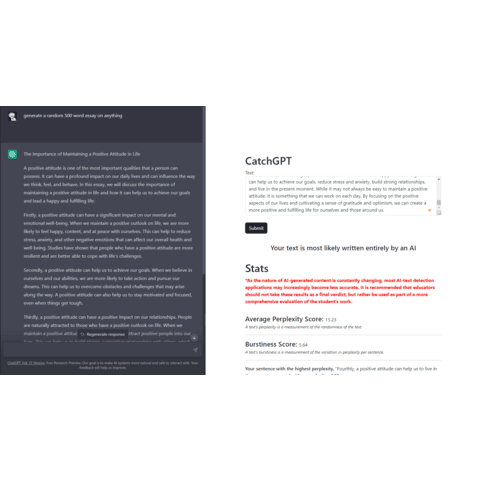 generate a random 500 word essay on anything
The Importance of Maintaining a Positive Attitude in Life
A positive attitude is one of the most important qualities that a person can
possess. It can have a profound impact on our daily lives and can influence the way
we think, feel, and behave. In this essay, we will discuss the importance of
maintaining a positive attitude in life and how it can help us to achieve our goals
and lead a happy and fulfilling life.
Firstly, a positive attitude can have a significant impact on our mental and
emotional well-being. When we maintain a positive outlook on life, we are more
likely to feel happy, content, and at peace with ourselves. This can help to reduce
stress, anxiety, and other negative emotions that can affect our overall health and
well-being. Studies have shown that people who have a positive attitude are more
resilient and are better able to cope with life's challenges.
Secondly, a positive attitude can help us to achieve our goals. When we believe in
ourselves and our abilities, we are more likely to take action and pursue our
dreams. This can help us to overcome obstacles and challenges that may arise
along the way. A positive attitude can also help us to stay motivated and focused,
even when things get tough.
Thirdly, a positive attitude can have a positive impact on our relationships. People
are naturally attracted to those who have a positive outlook on life. When we
maintain a positive attitude
Regenerate response
attract positive people into our
ChatGPT Feb 13 Version. Free Research Preview. Our goal is to make AI systems more natural and safe to interact with. Your
feedback will help us improve.
CatchGPT
Text:
can help us to achieve our goals, reduce stress and anxiety, build strong relationships,
and live in the present moment. While it may not always be easy to maintain a positive
attitude, it is something that we can work on each day. By focusing on the positive
aspects of our lives and cultivating a sense of gratitude and optimism, we can create a
more positive and fulfilling life for ourselves and those around us.
Submit
Your text is most likely written entirely by an AI
Stats
*As the nature of AI-generated content is constantly changing, most AI-text detection
applications may increasingly become less accurate. It is recommended that educators
should not take these results as a final verdict, but rather be used as part of a more
comprehensive evaluation of the student's work.
Average Perplexity Score: 15.25
A text's perplexity is a measurement of the randomness of the text.
Burstiness Score: 5.64
A text's burstiness is a measurement of the variation in perplexity per sentence.
Your sentence with the highest perplexity, "Fourthly, a positive attitude can help us to live in